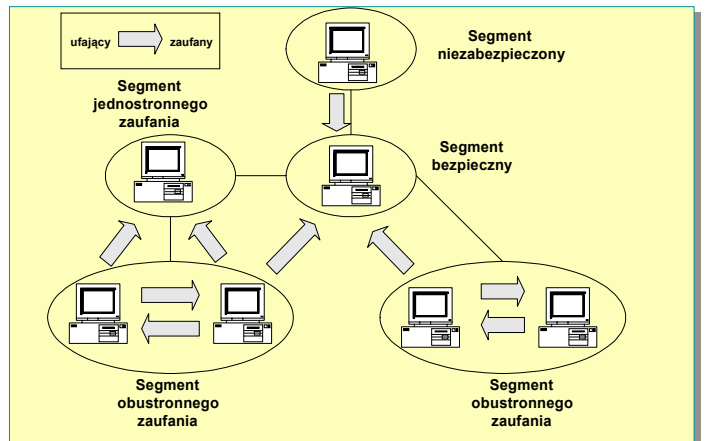 ufający zaufany
Segment
niezabezpieczony
Segment
jednostronnego
zaufania
Segment
bezpieczny
Segment
obustronnego
zaufania
Segment
obustronnego
zaufania